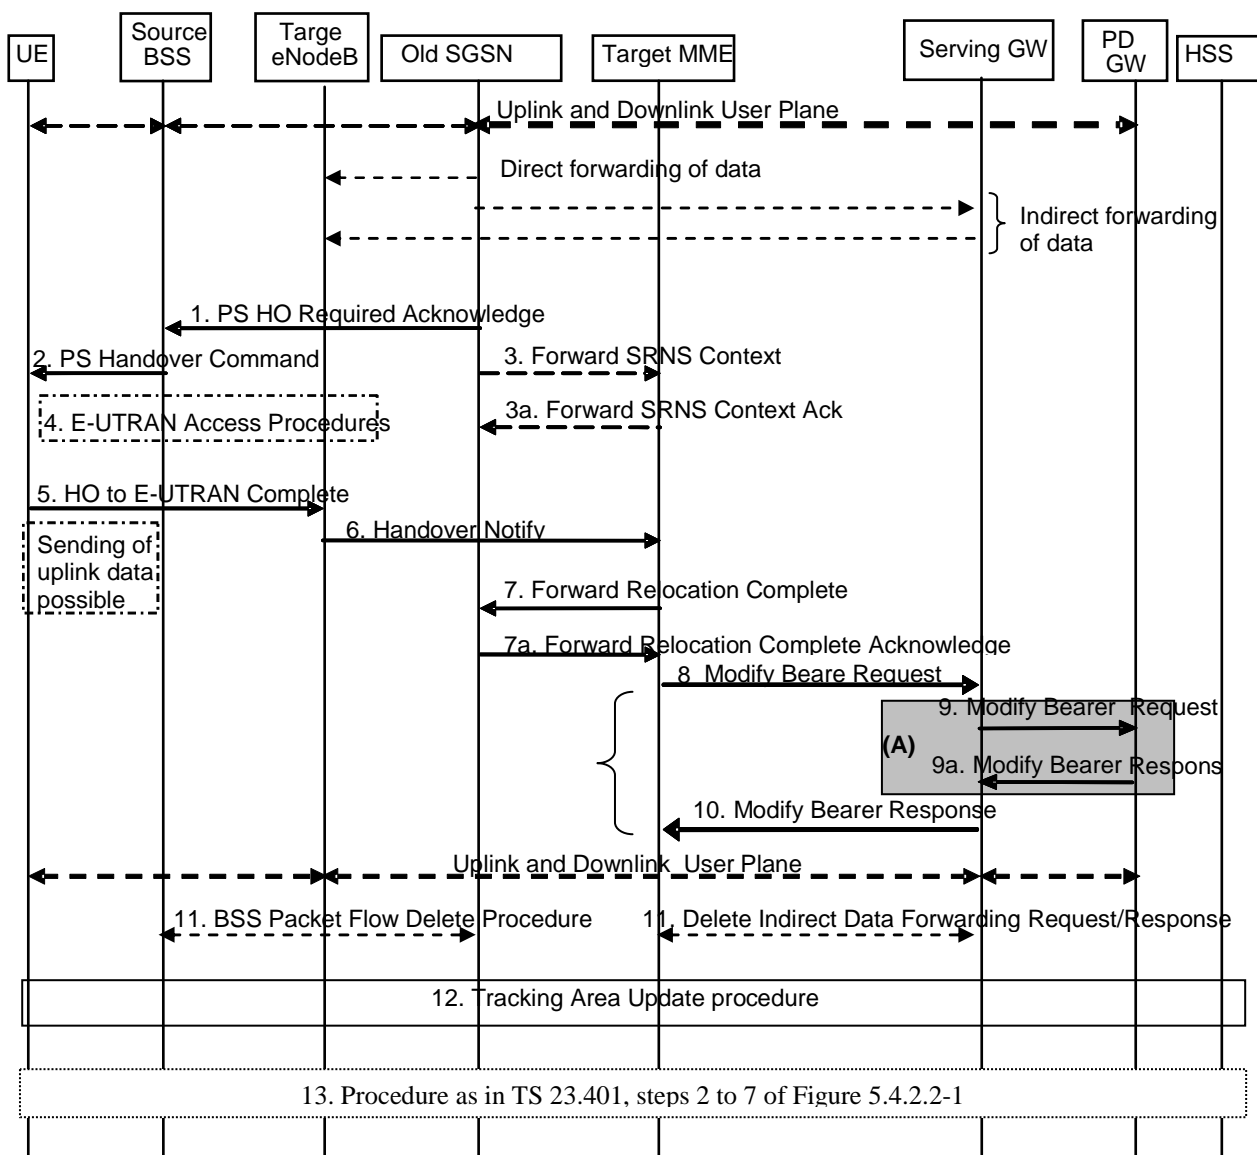 UE
Source
BSS
Targe
eNodeB
Old SGSN
Target MME
Serving GW
PD
GW
HSS
Uplink and Downlink User Plane
Direct forwarding of data
Indirect forwarding
of data
1. PS HO Required Acknowledge
2. PS Handover Command
3. Forward SRNS Context
4. E-UTRAN Access Procedures
3a. Forward SRNS Context Ack
5. HO to E-UTRAN Complete
6. Handover Notify
Sending of
uplink data
possible
7. Forward Relocation Complete
7a. Forward Relocation Complete Acknowledge
8 Modify Beare Request
9. Modify Bearer Request
(A)
9a. Modify Bearer Respons
10. Modify Bearer Response
Uplink and Downlink User Plane
11. BSS Packet Flow Delete Procedure
11. Delete Indirect Data Forwarding Request/Response
12. Tracking Area Update procedure
13. Procedure as in TS 23.401, steps 2 to 7 of Figure 5.4.2.2-1